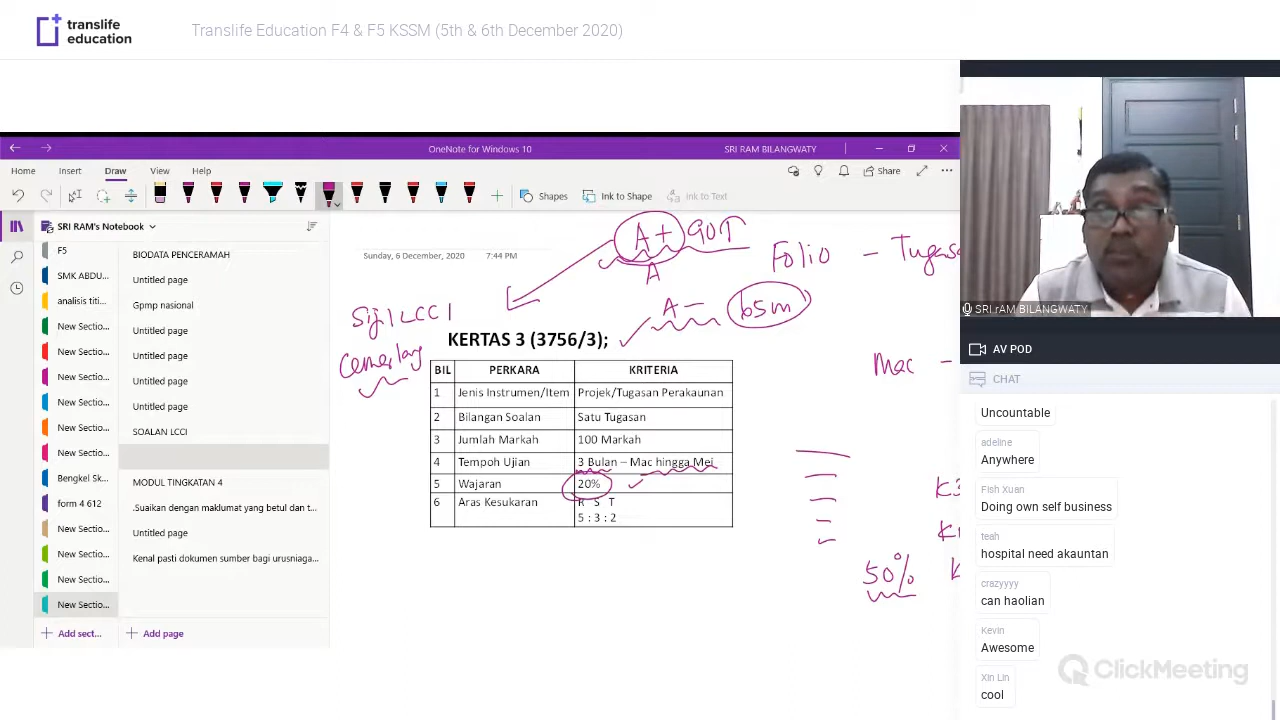 translife
education
Translife Education F4 & F5 KSSM (5th & 6th December 2020)
OneNote for Windows 10
SRI RAM BILANGWATY
Home
Insert
Draw
View
Help
Share
Shapes
Ink to Shape
Ink to Text
SRI RAM's Notebook
F5
SMK ABDU...
analisis titi...
New Sectio...
New Sectio...
New Sectio...
New Sectio...
New Sectio...
New Sectio...
Bengkel Sk...
form 4 612
New Sectio...
New Sectio...
New Sectio...
New Sectio...
Add sect...
BIODATA PENCERAMAH
Untitled page
Gpmp nasional
Untitled page
Untitled page
Untitled page
Untitled page
SOALAN LCCI
MODUL TINGKATAN 4
.Suaikan dengan maklumat yang betul dan t...
Untitled page
Kenal pasti dokumen sumber bagi urusniaga...
Add page
Sunday, 6 December, 2020 7:44 PM
A+ 90↑
A
Folio – Tugasa
Sijil LCCI
Cemerlang
A–
65m
Mac –
KERTAS 3 (3756/3);
BIL PERKARA KRITERIA
1 Jenis Instrumen/Item Projek/Tugasan Perakaunan
2 Bilangan Soalan Satu Tugasan
3 Jumlah Markah 100 Markah
4 Tempoh Ujian 3 Bulan – Mac hingga Mei
5 Wajaran 20%
6 Aras Kesukaran R S T
5 : 3 : 2
K3
50%
SRI rAM BILANGWATY
AV POD
CHAT
Uncountable
adeline
Anywhere
Fish Xuan
Doing own self business
teah
hospital need akauntan
crazyyyy
can haolian
Kevin
Awesome
Xin Lin
cool
ClickMeeting